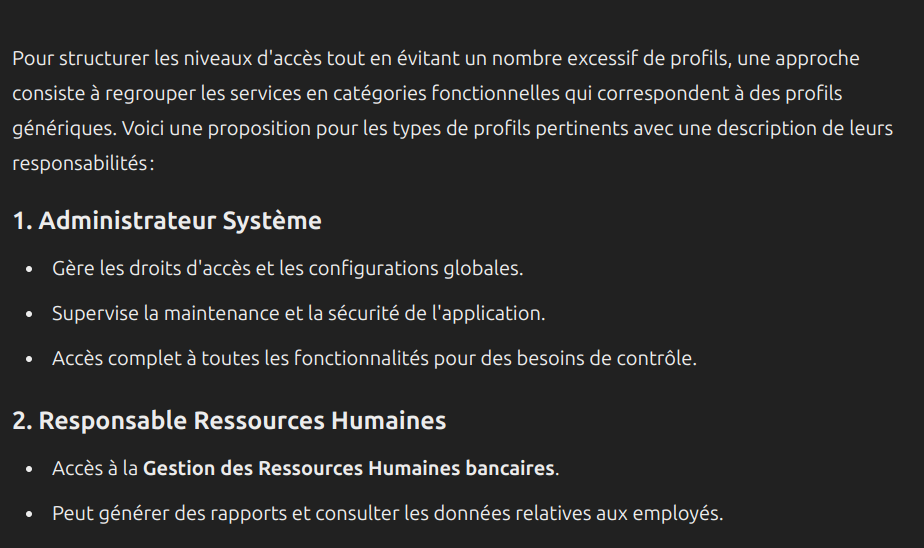 Pour structurer les niveaux d'accès tout en évitant un nombre excessif de profils, une approche
consiste à regrouper les services en catégories fonctionnelles qui correspondent à des profils
génériques. Voici une proposition pour les types de profils pertinents avec une description de leurs
responsabilités :
1. Administrateur Système
• Gère les droits d'accès et les configurations globales.
• Supervise la maintenance et la sécurité de l'application.
• Accès complet à toutes les fonctionnalités pour des besoins de contrôle.
2. Responsable Ressources Humaines
• Accès à la Gestion des Ressources Humaines bancaires.
• Peut générer des rapports et consulter les données relatives aux employés.